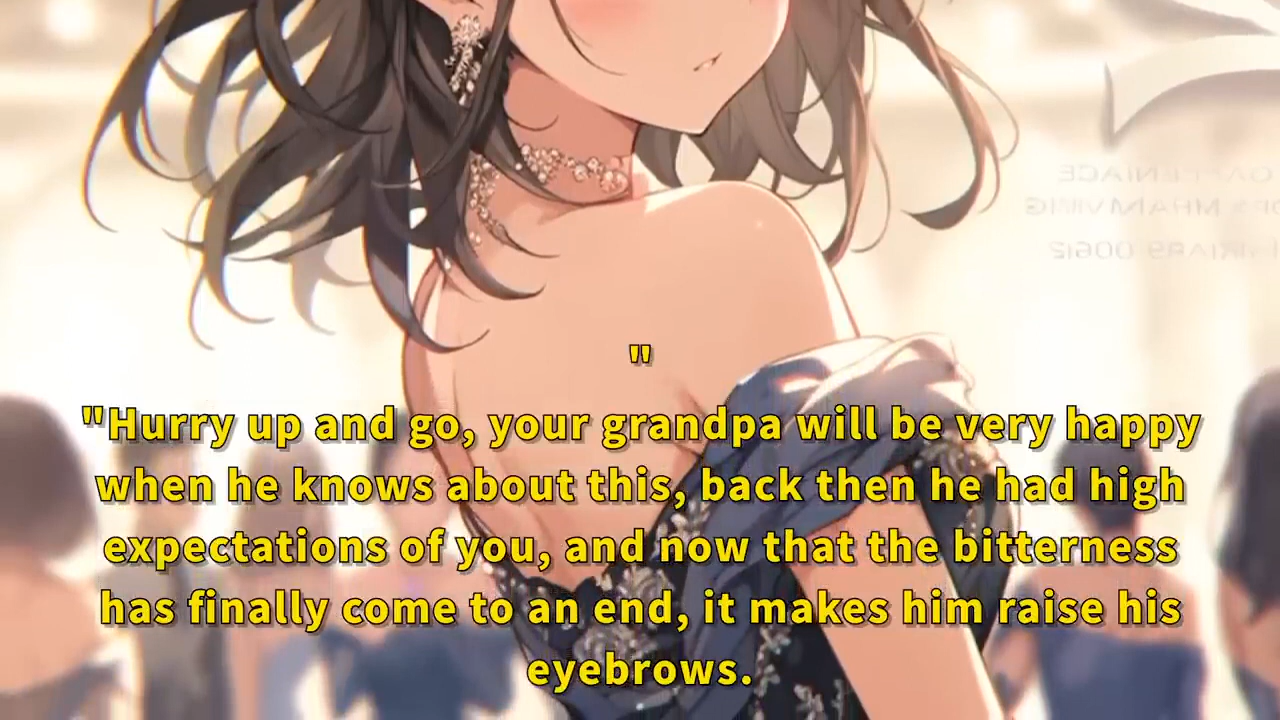 "
"Hurry up and go, your grandpa will be very happy
when he knows about this, back then he had high
expectations of you, and now that the bitterness
has finally come to an end, it makes him raise his
eyebrows.